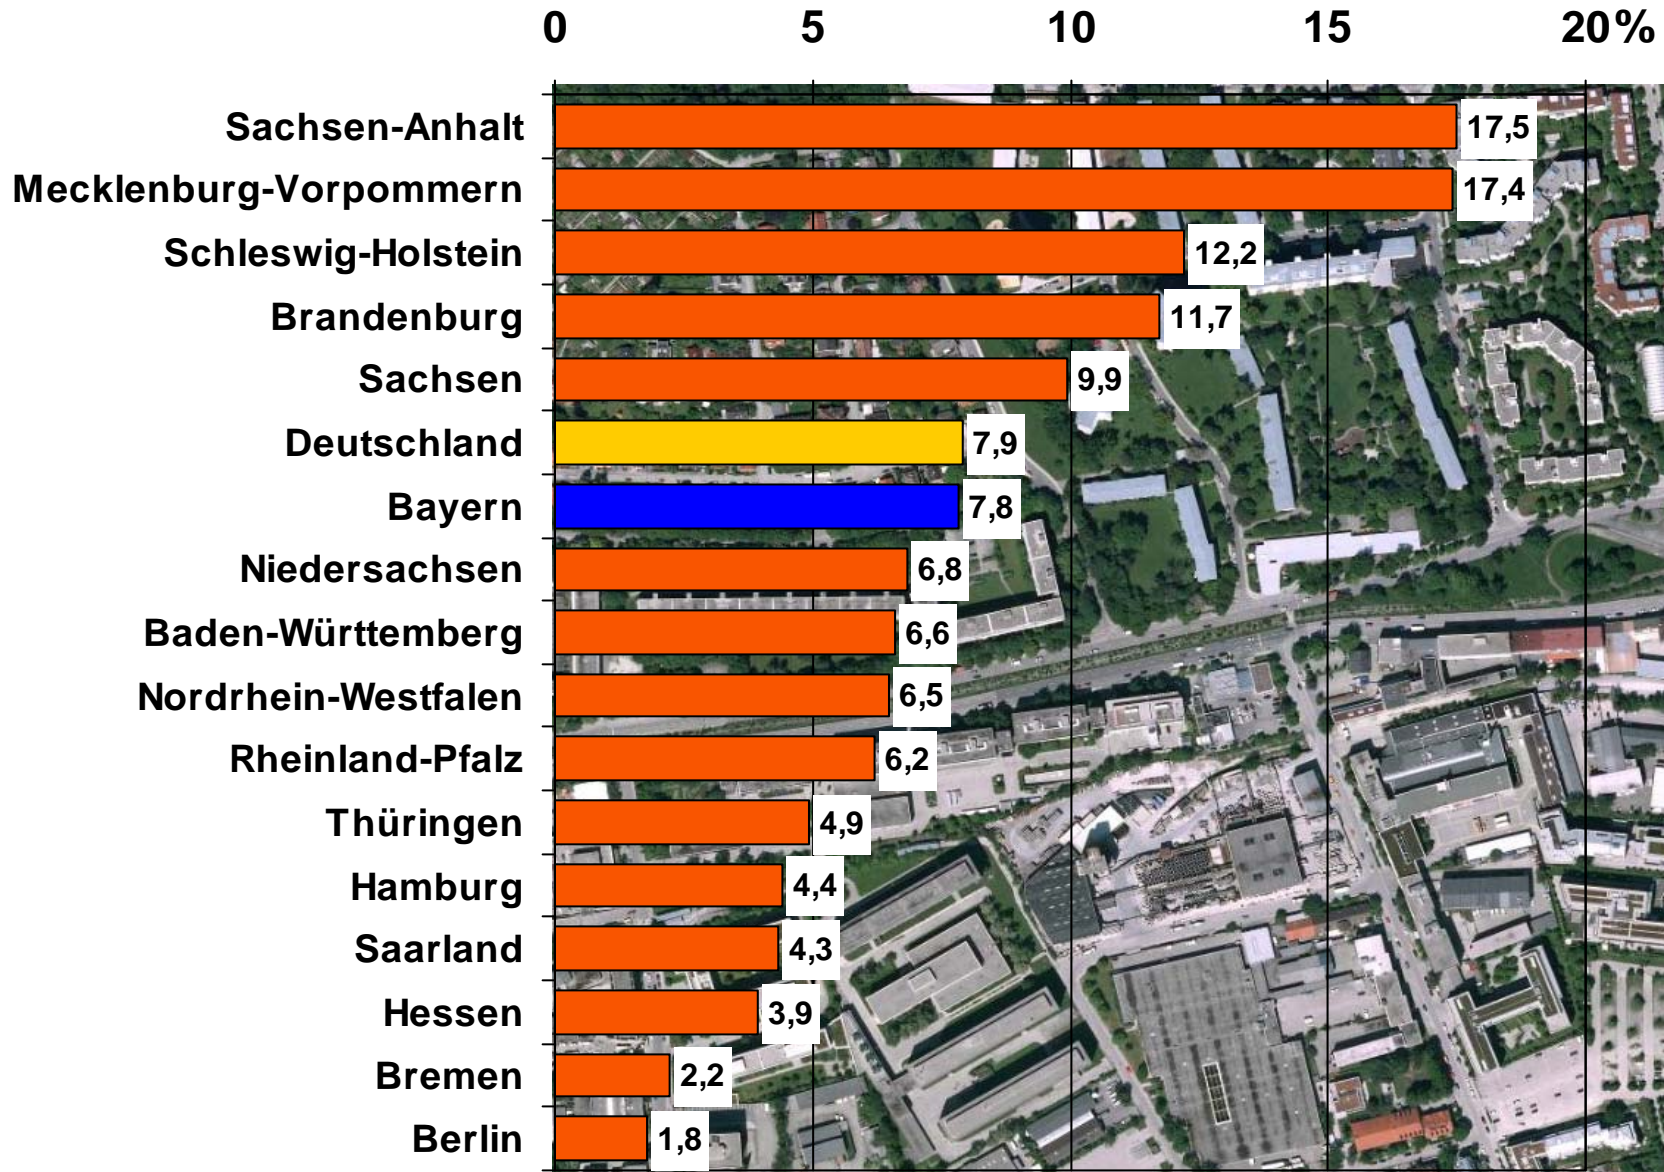 0 5 10 15 20%
Sachsen-Anhalt 17,5
Mecklenburg-Vorpommern 17,4
Schleswig-Holstein 12,2
Brandenburg 11,7
Sachsen 9,9
Deutschland 7,9
Bayern 7,8
Niedersachsen 6,8
Baden-Württemberg 6,6
Nordrhein-Westfalen 6,5
Rheinland-Pfalz 6,2
Thüringen 4,9
Hamburg 4,4
Saarland 4,3
Hessen 3,9
Bremen 2,2
Berlin 1,8